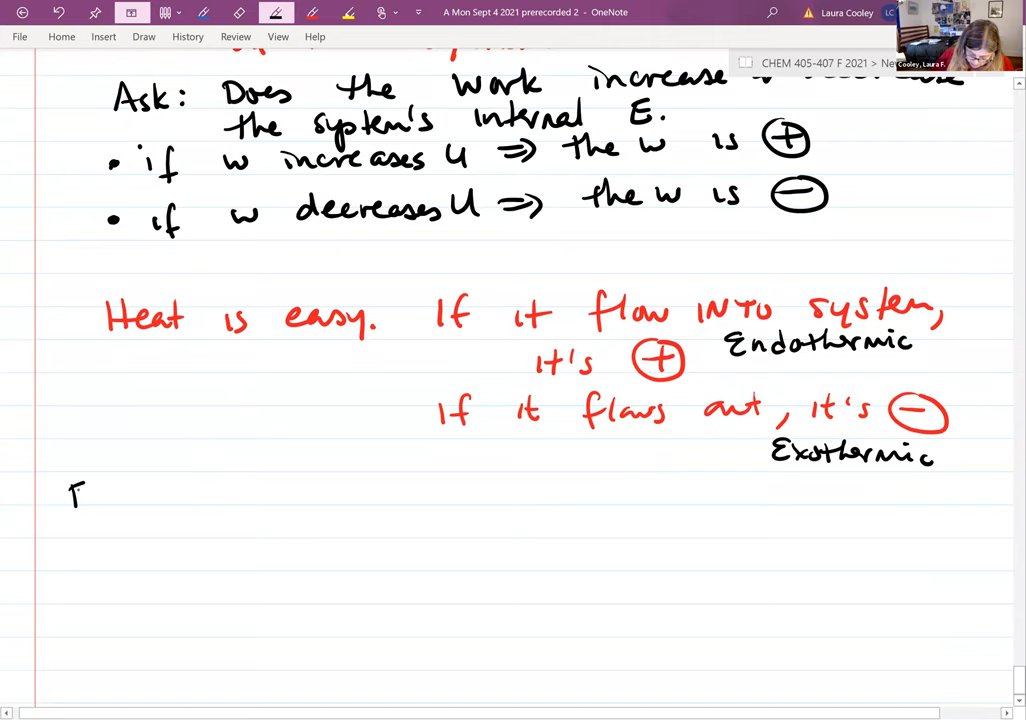 A Mon Sept 4 2021 prerecorded 2 - OneNote
Laura Cooley
LC
File Home Insert Draw History Review View Help
CHEM 405-407 F 2021 >
Cooley, Laura F.
Ask: Does the work increase
the system's internal E.
• if w increases U ⇒ the w is +
• if w decreases U ⇒ the w is −
Heat is easy. If it flow INTO system,
it's +
Endothermic
If it flows out, it's −
Exothermic